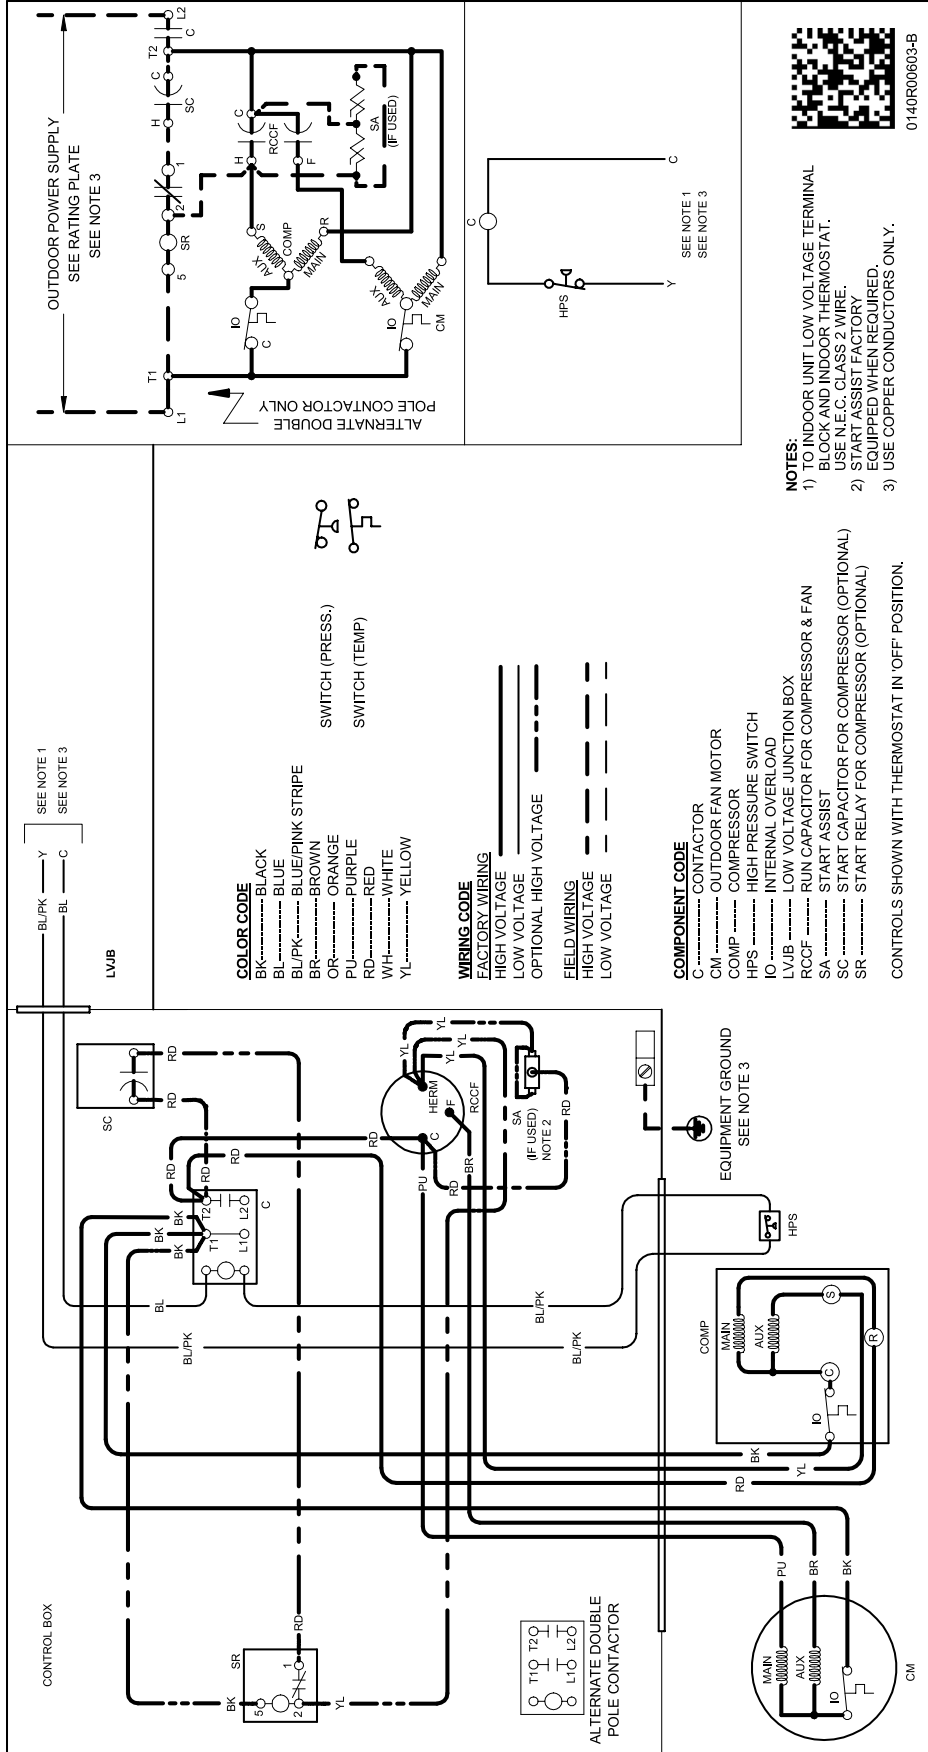 CONTROL BOX
SC
RD
RD
LVJB
BL/PK
Y
BL
C
SEE NOTE 1
SEE NOTE 3
SR
BK
5
1
2
RD
YL
BL/PK
BL
BK
BK
BK
T1
T2
L1
L2
C
RD
RD
RD
RD
BL/PK
BL/PK
PU
RD
BR
C
HERM
F
RCCF
YL
YL
YL
YL
SA
(IF USED)
NOTE 2
RD
T1
T2
L1
L2
ALTERNATE DOUBLE
POLE CONTACTOR
EQUIPMENT GROUND
SEE NOTE 3
HPS
BK
YL
RD
COMP
MAIN
AUX
IO
C
S
R
PU
BR
BK
MAIN
AUX
IO
CM
COLOR CODE
BK-------- BLACK
BL-------- BLUE
BL/PK------ BLUE/PINK STRIPE
BR-------- BROWN
OR------- ORANGE
PU-------- PURPLE
RD-------- RED
WH------- WHITE
YL-------- YELLOW
SWITCH (PRESS.)
SWITCH (TEMP)
WIRING CODE
FACTORY WIRING
HIGH VOLTAGE
LOW VOLTAGE
OPTIONAL HIGH VOLTAGE
FIELD WIRING
HIGH VOLTAGE
LOW VOLTAGE
COMPONENT CODE
C -------- CONTACTOR
CM ------ OUTDOOR FAN MOTOR
COMP ---- COMPRESSOR
HPS ------ HIGH PRESSURE SWITCH
IO -------- INTERNAL OVERLOAD
LVJB ------ LOW VOLTAGE JUNCTION BOX
RCCF ------ RUN CAPACITOR FOR COMPRESSOR & FAN
SA -------- START ASSIST
SC -------- START CAPACITOR FOR COMPRESSOR (OPTIONAL)
SR -------- START RELAY FOR COMPRESSOR (OPTIONAL)
CONTROLS SHOWN WITH THERMOSTAT IN 'OFF' POSITION.
OUTDOOR POWER SUPPLY
SEE RATING PLATE
SEE NOTE 3
L1
T1
5
SR
2
1
H
SC
C
T2
C
L2
ALTERNATE DOUBLE
POLE CONTACTOR ONLY
IO
C
AUX
S
COMP
MAIN
R
H
RCCF
C
F
SA
(IF USED)
IO
AUX
MAIN
CM
C
HPS
Y
C
SEE NOTE 1
SEE NOTE 3
NOTES:
1) TO INDOOR UNIT LOW VOLTAGE TERMINAL
BLOCK AND INDOOR THERMOSTAT.
USE N.E.C. CLASS 2 WIRE.
2) START ASSIST FACTORY
EQUIPPED WHEN REQUIRED.
3) USE COPPER CONDUCTORS ONLY.
0140R00603-B